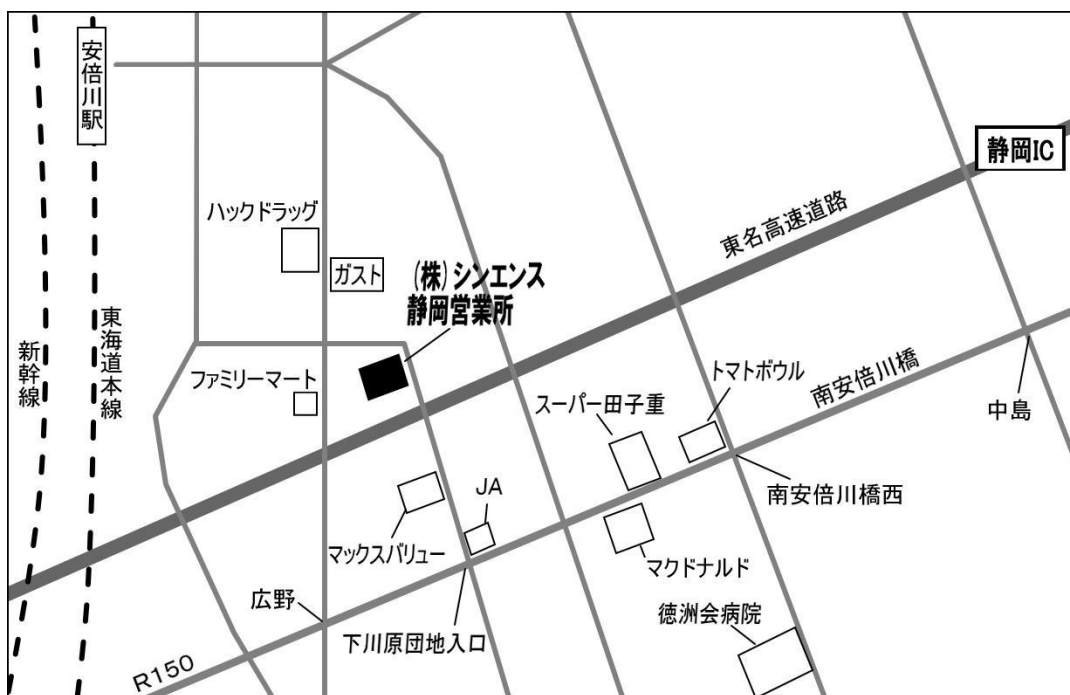 安倍川駅
静岡IC
ハックドラッグ
東名高速道路
ガスト
(株)シンエンス
静岡営業所
東海道本線
新幹線
ファミリーマート
トマトボウル
南安倍川橋
スーパー田子重
中島
JA
南安倍川橋西
マックスバリュー
マクドナルド
広野
徳洲会病院
下川原団地入口
R150